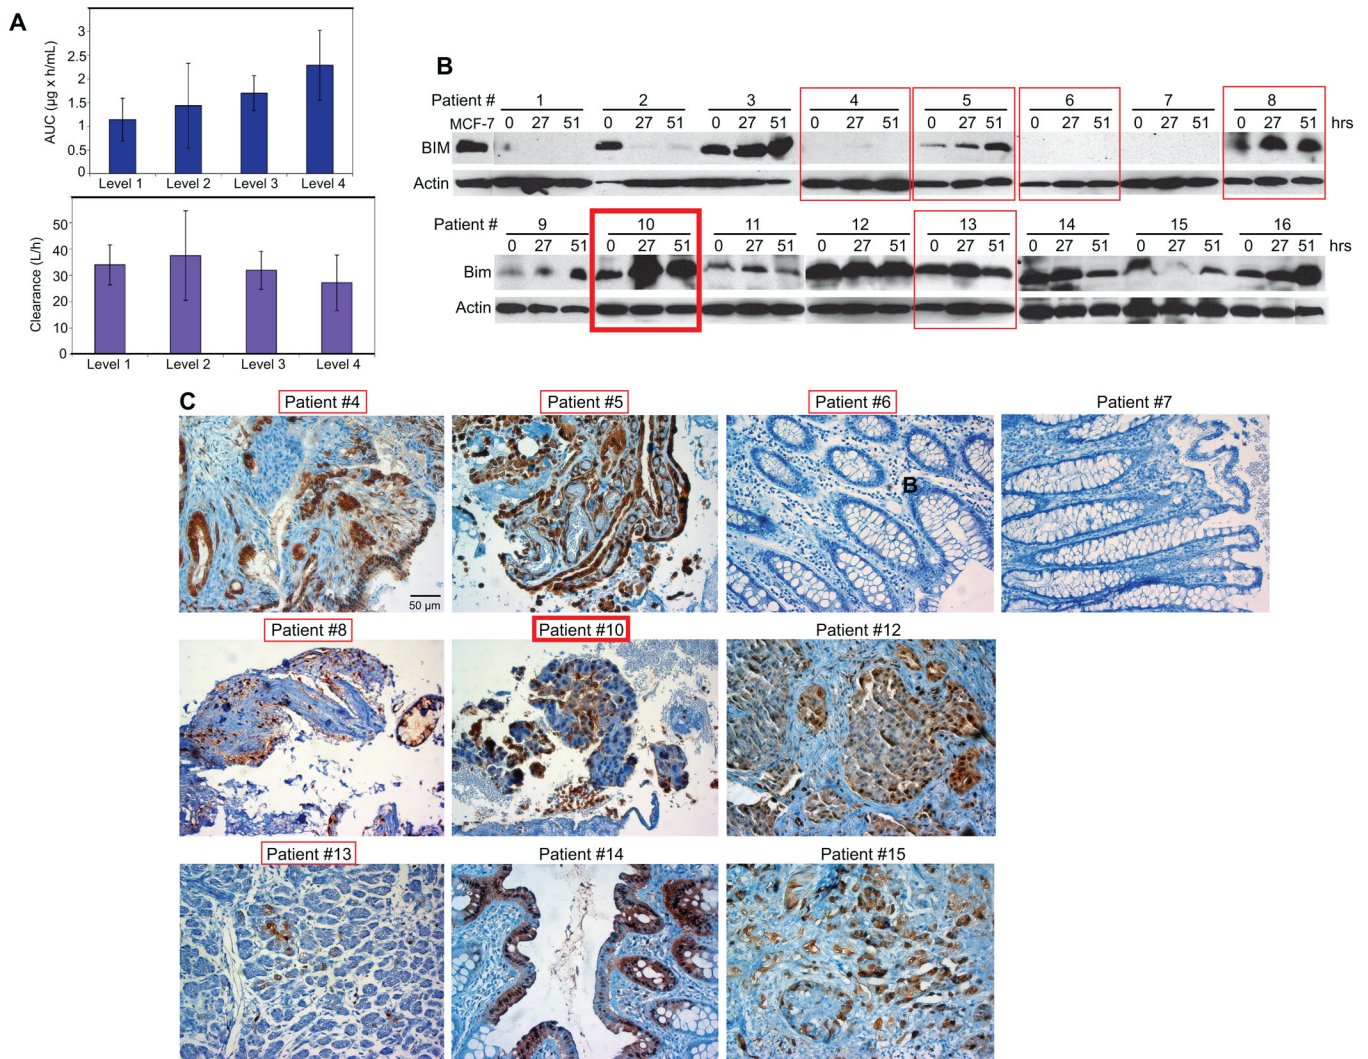 A
AUC (µg x h/mL)
3
2.5
2
1.5
1
0.5
0
Level 1 Level 2 Level 3 Level 4
Clearance (L/h)
50
40
30
20
10
0
Level 1 Level 2 Level 3 Level 4
B
Patient # 1 2 3 4 5 6 7 8
MCF-7 0 27 51 0 27 51 0 27 51 0 27 51 0 27 51 0 27 51 0 27 51 0 27 51 hrs
BIM
Actin
Patient # 9 10 11 12 13 14 15 16
0 27 51 0 27 51 0 27 51 0 27 51 0 27 51 0 27 51 0 27 51 0 27 51 hrs
Bim
Actin
C
Patient #4 Patient #5 Patient #6 Patient #7
B
50 µm
Patient #8 Patient #10 Patient #12
Patient #13 Patient #14 Patient #15